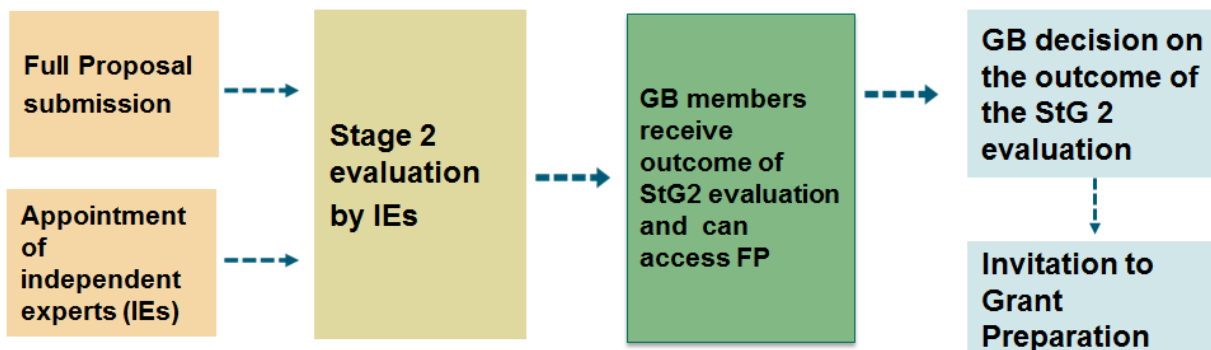 Full Proposal
submission
Appointment
of
independent
experts (IEs)
Stage 2
evaluation
by IEs
GB members
receive
outcome of
StG2 evaluation
and can
access FP
GB decision on
the outcome of
the StG 2
evaluation
Invitation to
Grant
Preparation